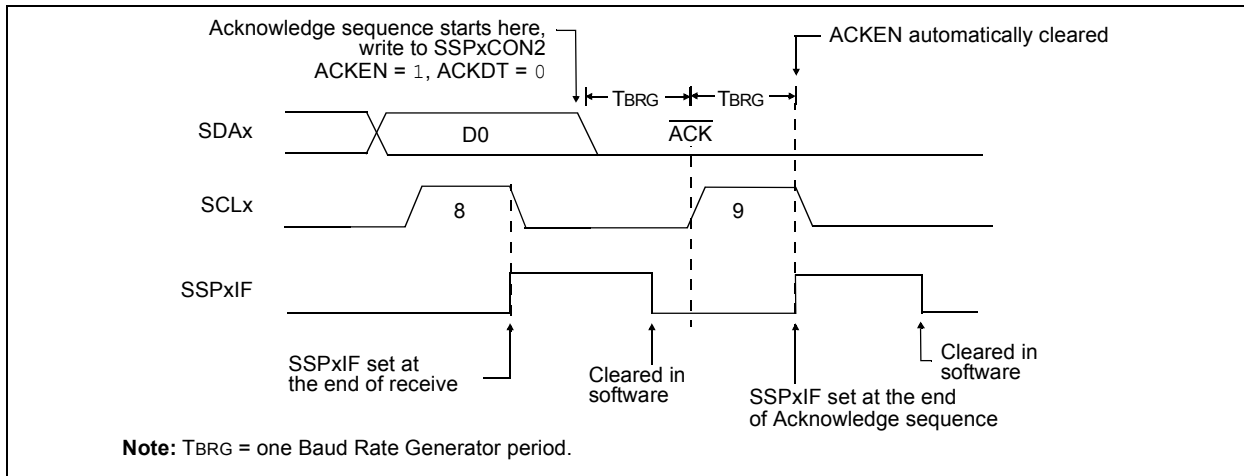 Acknowledge sequence starts here,
write to SSPxCON2
ACKEN = 1, ACKDT = 0
ACKEN automatically cleared
TBRG
TBRG
SDAx
D0
ACK
SCLx
8
9
SSPxIF
SSPxIF set at
the end of receive
Cleared in
software
SSPxIF set at the end
of Acknowledge sequence
Cleared in
software
Note: TBRG = one Baud Rate Generator period.